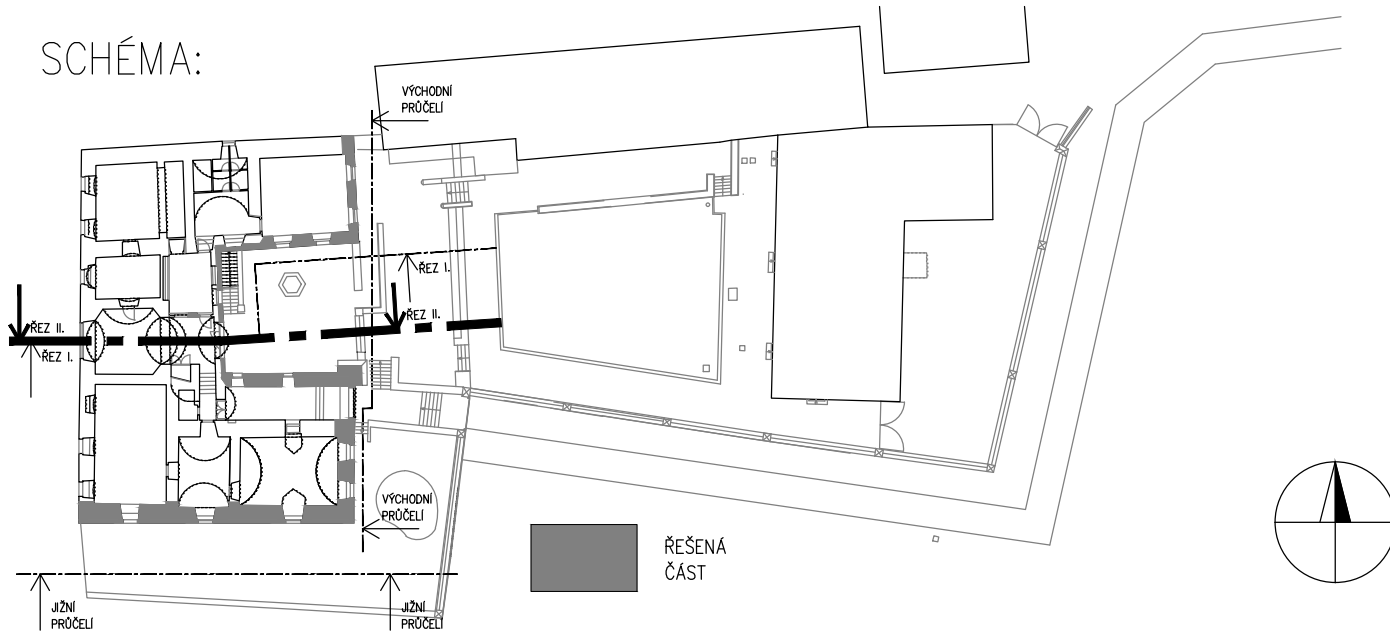 SCHÉMA:
VÝCHODNÍ
PRŮČELÍ
ŘEZ I.
ŘEZ II.
ŘEZ II.
ŘEZ I.
VÝCHODNÍ
PRŮČELÍ
ŘEŠENÁ
ČÁST
JIŽNÍ
PRŮČELÍ
JIŽNÍ
PRŮČELÍ